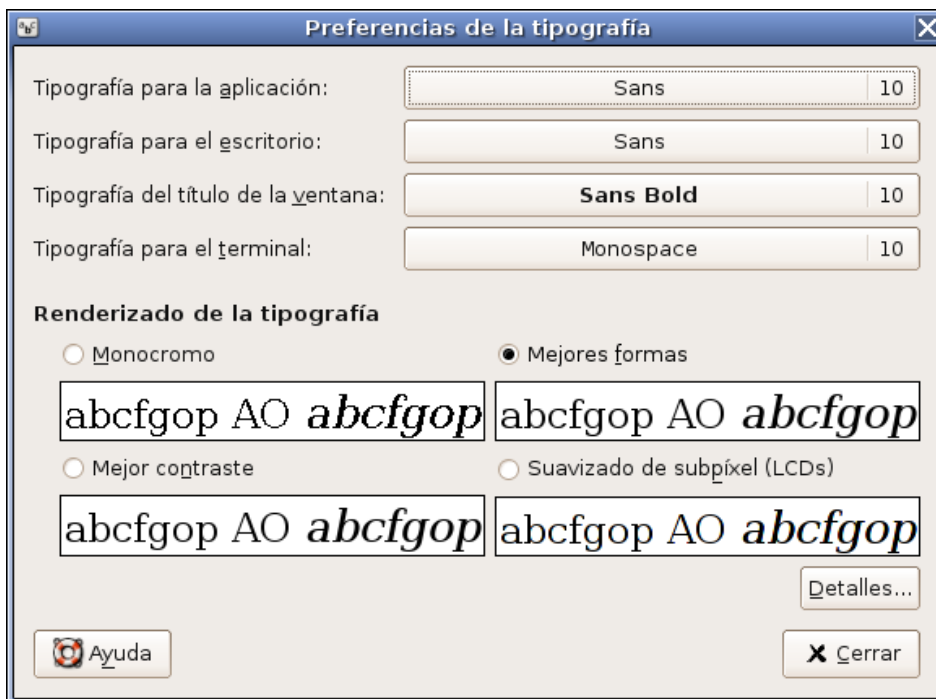 Preferencias de la tipografía
Tipografía para la aplicación: Sans 10
Tipografía para el escritorio: Sans 10
Tipografía del título de la ventana: Sans Bold 10
Tipografía para el terminal: Monospace 10
Renderizado de la tipografía
Monocromo Mejores formas
abcfgop AO abcfgop abcfgop AO abcfgop
Mejor contraste Suavizado de subpíxel (LCDs)
abcfgop AO abcfgop abcfgop AO abcfgop
Detalles...
Ayuda Cerrar